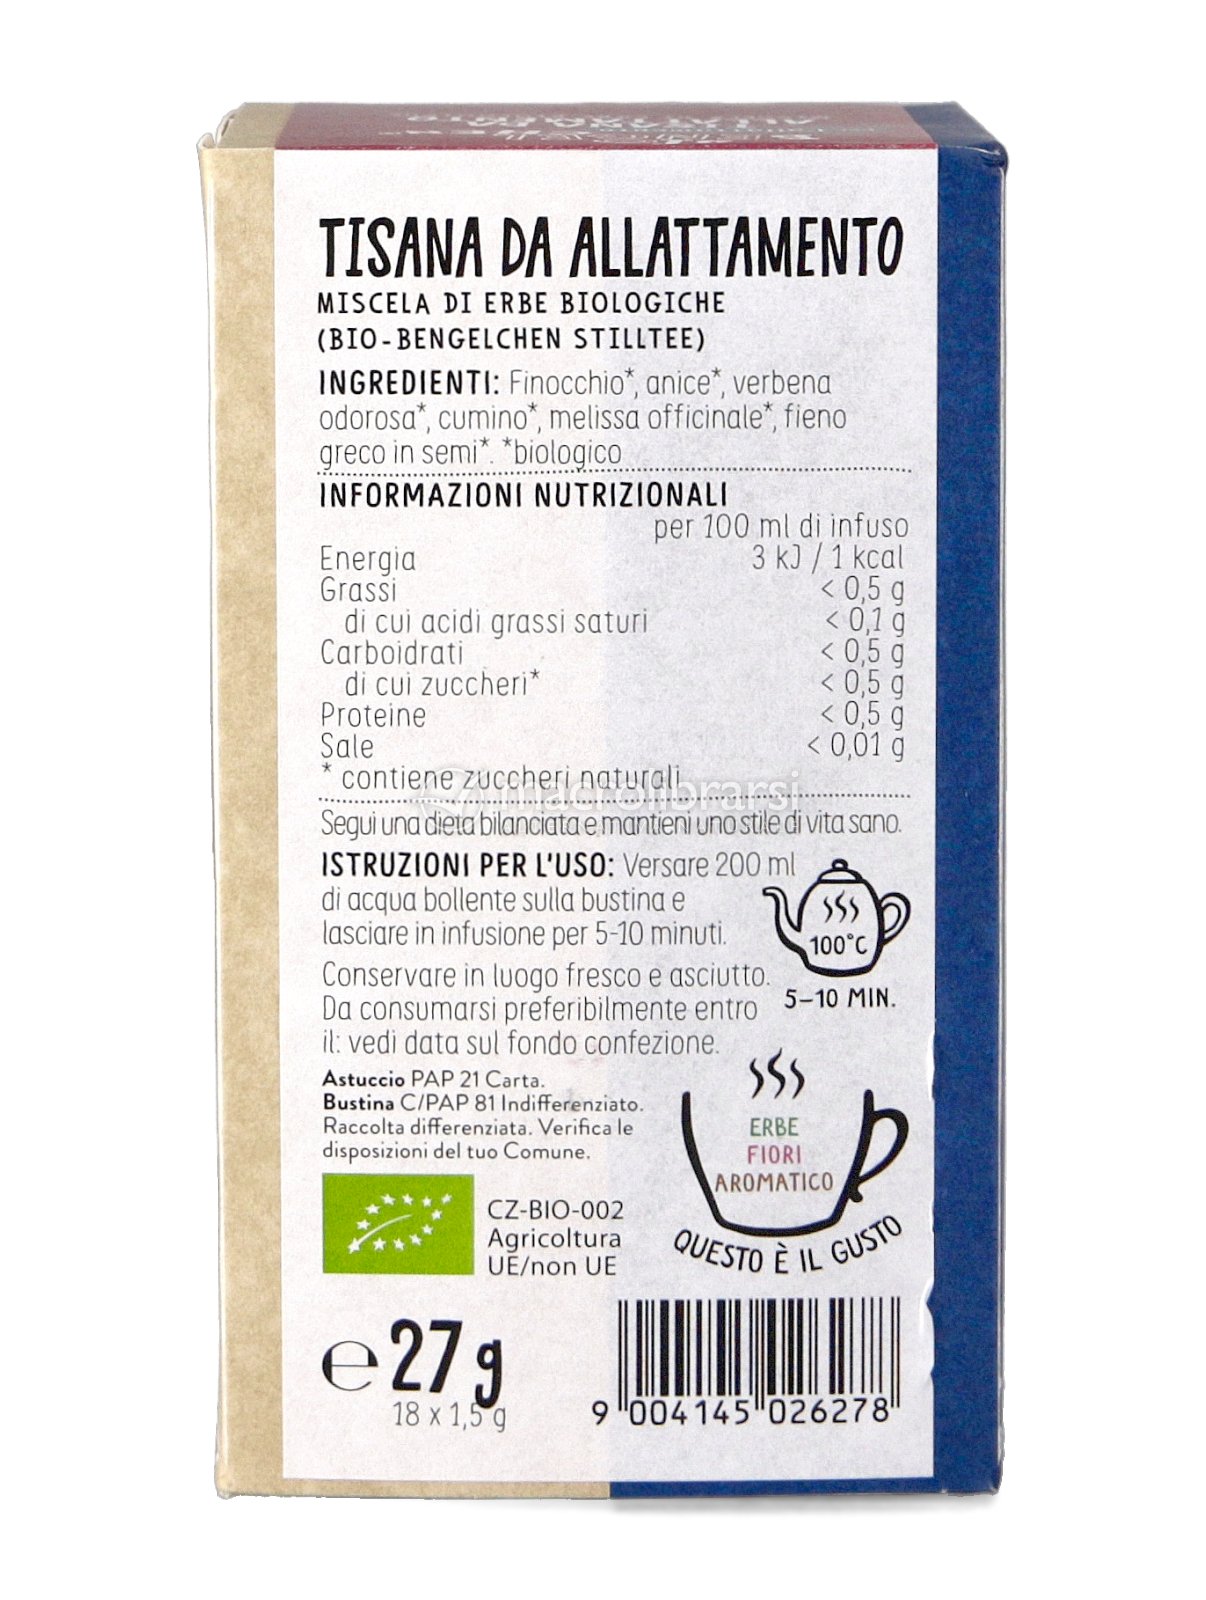 TISANA DA ALLATTAMENTO
MISCELA DI ERBE BIOLOGICHE
(BIO-BENGELCHEN STILLTEE)
INGREDIENTI: Finocchio*, anice*, verbena
odorosa*, cumino*, melissa officinale*, fieno
greco in semi*. *biologico
INFORMAZIONI NUTRIZIONALI
per 100 ml di infuso
Energia 3 kJ / 1 kcal
Grassi < 0,5 g
di cui acidi grassi saturi < 0,1 g
Carboidrati < 0,5 g
di cui zuccheri* < 0,5 g
Proteine < 0,5 g
Sale < 0,01 g
* contiene zuccheri naturali
macrolibrarsi
Segui una dieta bilanciata e mantieni uno stile di vita sano.
ISTRUZIONI PER L'USO: Versare 200 ml
di acqua bollente sulla bustina e
lasciare in infusione per 5-10 minuti.
100°C
5-10 MIN.
Conservare in luogo fresco e asciutto.
Da consumarsi preferibilmente entro
il: vedi data sul fondo confezione.
Astuccio PAP 21 Carta.
Bustina C/PAP 81 Indifferenziato.
Raccolta differenziata. Verifica le
disposizioni del tuo Comune.
ERBE
FIORI
AROMATICO
QUESTO È IL GUSTO
CZ-BIO-002
Agricoltura
UE/non UE
e 27 g
18 x 1,5 g
9 004145 026278